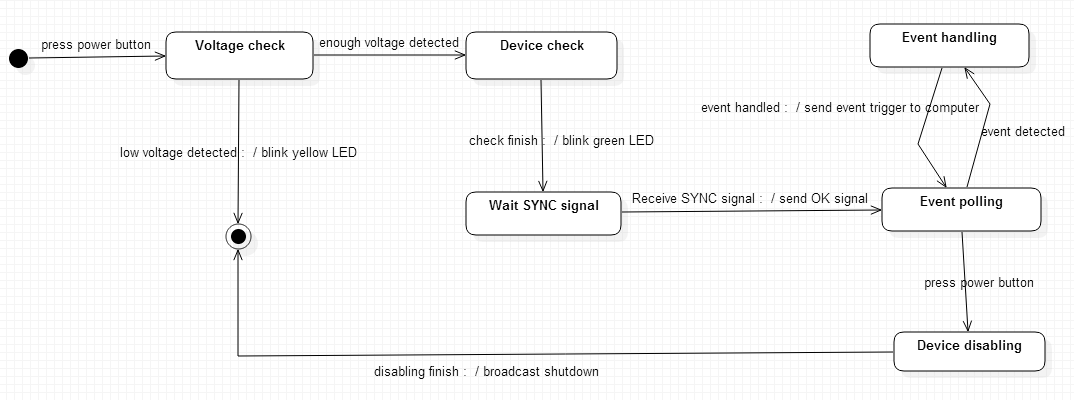 press power button
Voltage check
enough voltage detected
Device check
Event handling
event handled : / send event trigger to computer
event detected
low voltage detected : / blink yellow LED
check finish : / blink green LED
Wait SYNC signal
Receive SYNC signal : / send OK signal
Event polling
press power button
Device disabling
disabling finish : / broadcast shutdown